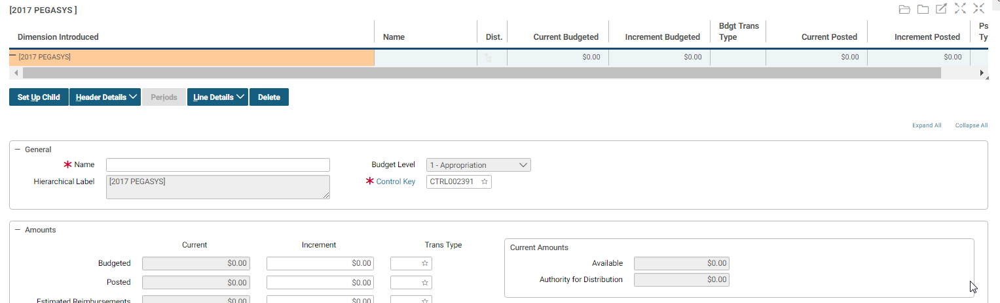 [2017 PEGASYS ]
Dimension Introduced Name Dist. Current Budgeted Increment Budgeted Bdgt Trans Type Current Posted Increment Posted Ps Ty
[2017 PEGASYS] $0.00 $0.00 $0.00 $0.00
Set Up Child Header Details Periods Line Details Delete
Expand All Collapse All
General
* Name Budget Level 1 - Appropriation
Hierarchical Label [2017 PEGASYS] * Control Key CTRL002391
Amounts
Current Increment Trans Type Current Amounts
Budgeted $0.00 $0.00 Available $0.00
Posted $0.00 $0.00 Authority for Distribution $0.00
Estimated Reimbursements $0.00 $0.00